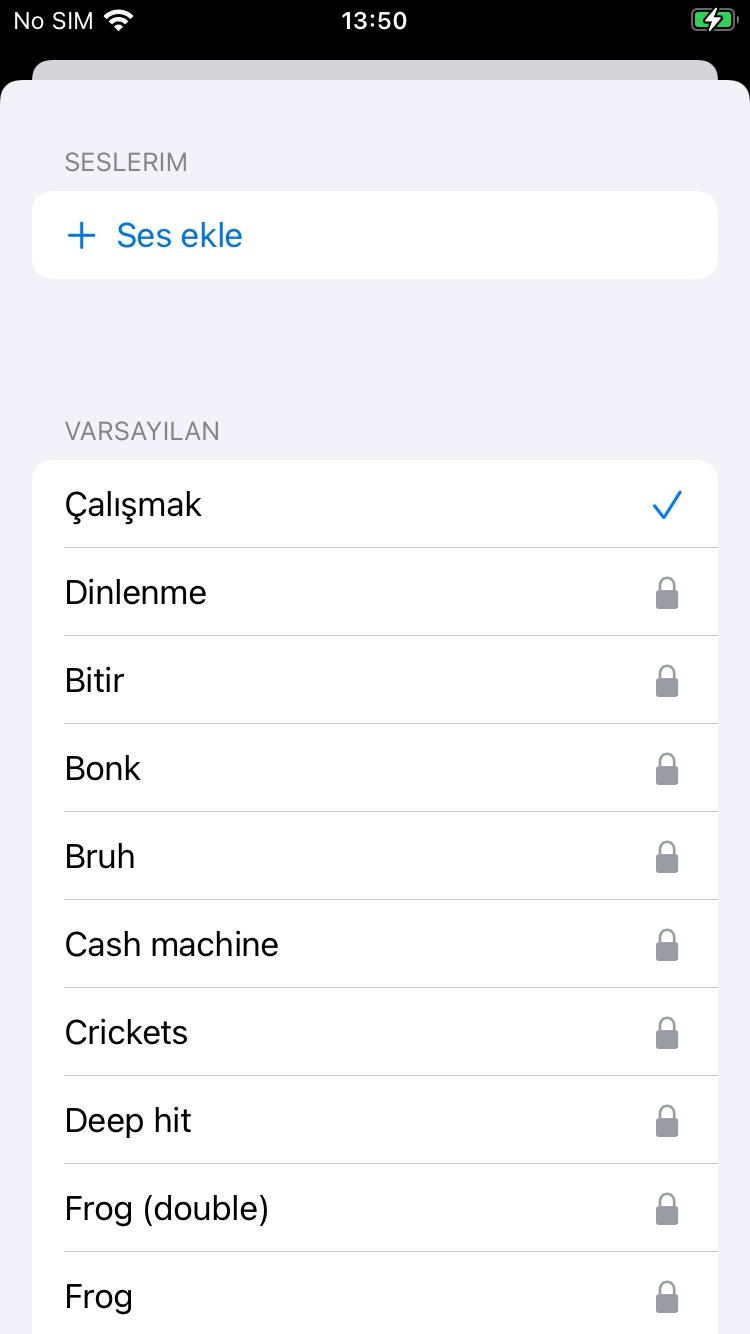 No SIM 13:50
SESLERIM
+ Ses ekle
VARSAYILAN
Çalışmak
Dinlenme
Bitir
Bonk
Bruh
Cash machine
Crickets
Deep hit
Frog (double)
Frog